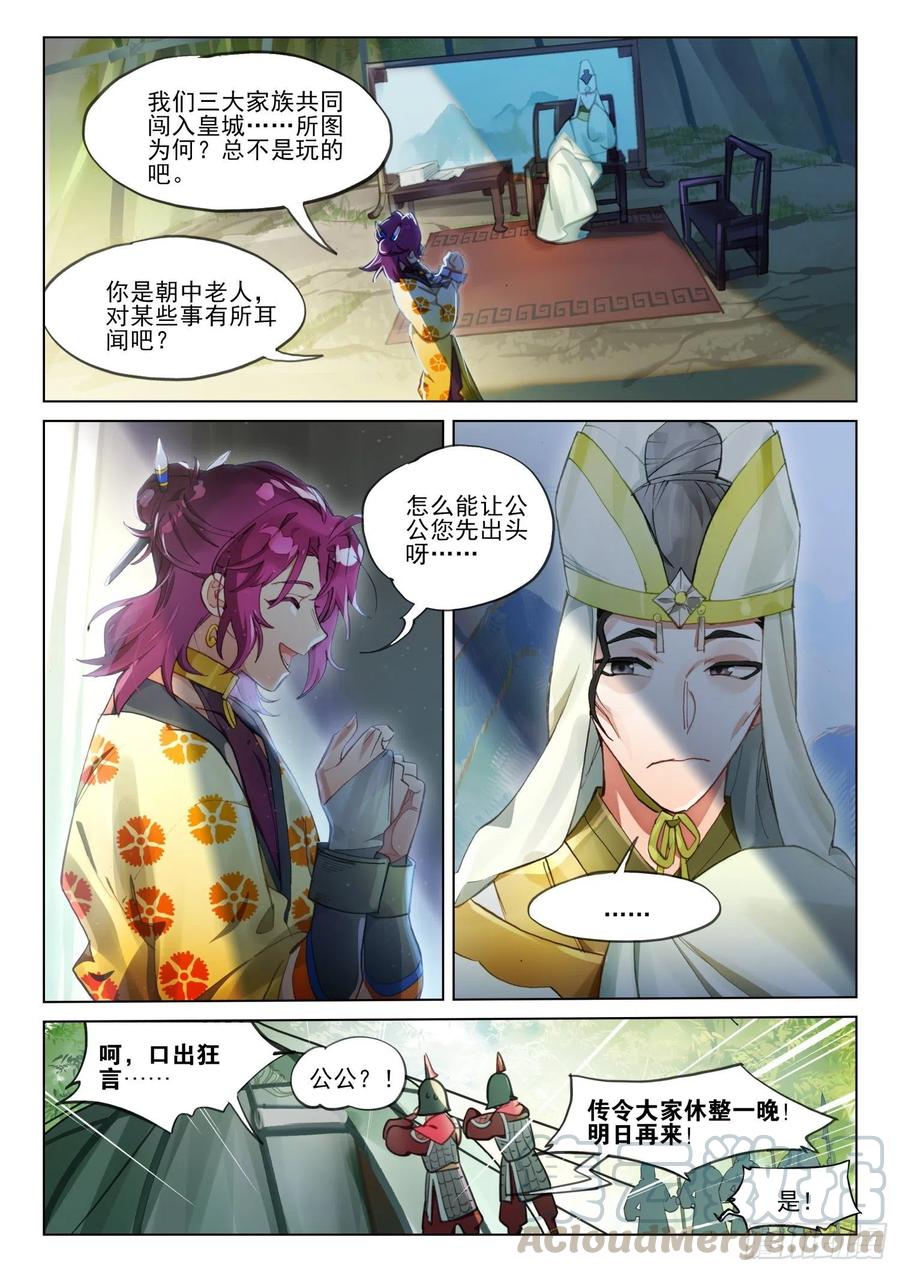 我们三大家族共同
闯入皇城……所图
为何？总不是玩的
吧。
你是朝中老人，
对某些事有所耳
闻吧？
怎么能让公
公您先出头
呀……
……
呵，口出狂
言……
公公？！
传令大家休整一晚！
明日再来！
是！
AcloudMerge.com